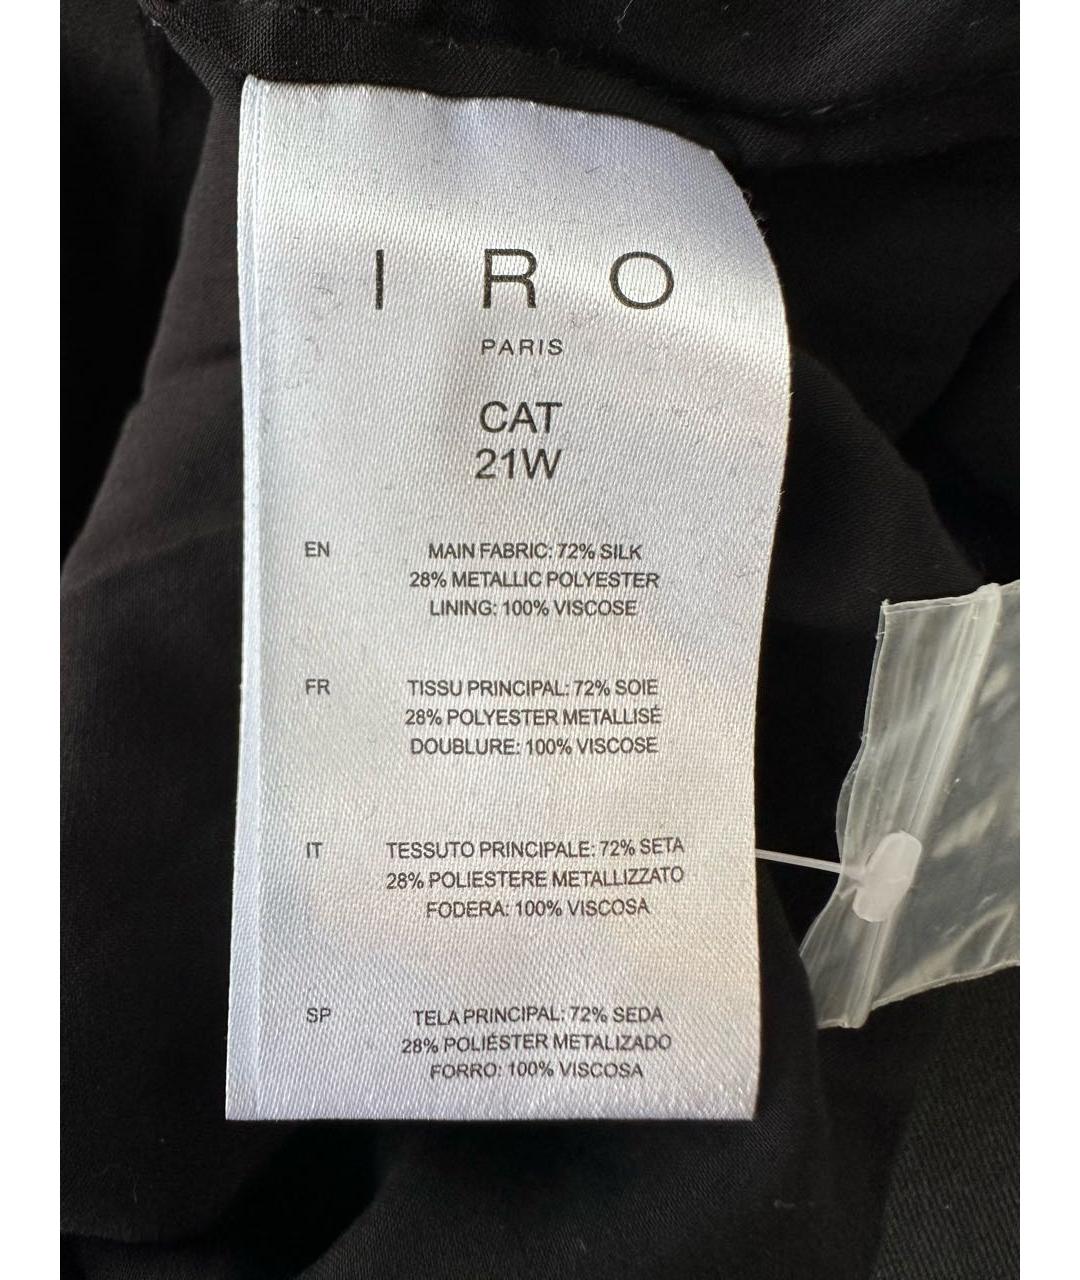 IRO
PARIS
CAT
21W
EN
MAIN FABRIC: 72% SILK
28% METALLIC POLYESTER
LINING: 100% VISCOSE
FR
TISSU PRINCIPAL: 72% SOIE
28% POLYESTER METALLISÉ
DOUBLURE: 100% VISCOSE
IT
TESSUTO PRINCIPALE: 72% SETA
28% POLIESTERE METALLIZZATO
FODERA: 100% VISCOSA
SP
TELA PRINCIPAL: 72% SEDA
28% POLIÉSTER METALIZADO
FORRO: 100% VISCOSA